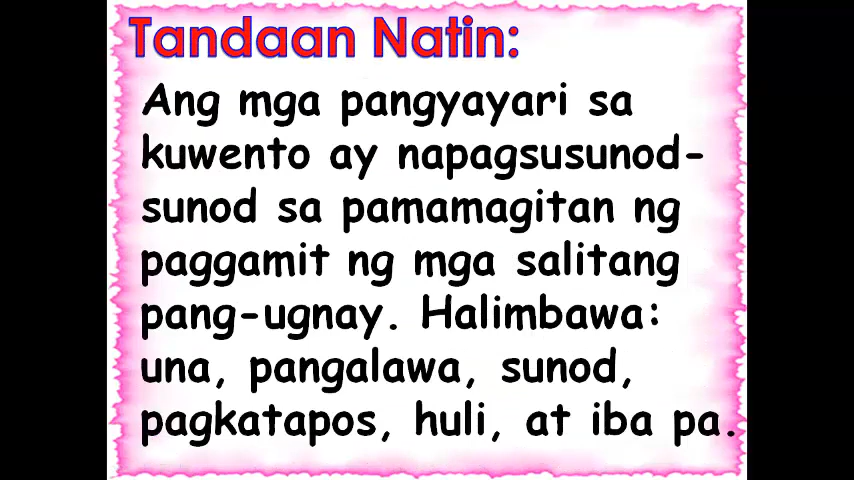 Tandaan Natin:
Ang mga pangyayari sa
kuwento ay napagsusunod-
sunod sa pamamagitan ng
paggamit ng mga salitang
pang-ugnay. Halimbawa:
una, pangalawa, sunod,
pagkatapos, huli, at iba pa.